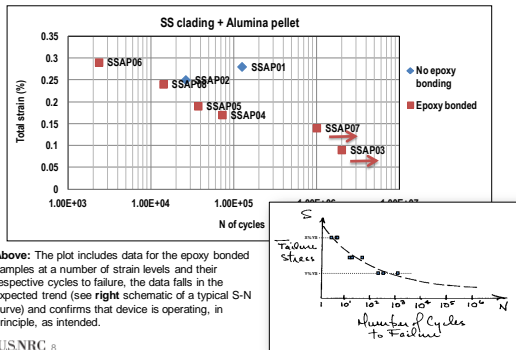 SS clading + Alumina pellet
0.35
0.3
0.25
0.2
0.15
0.1
0.05
0
Total strain (%)
SSAP06
SSAP01
SSAP02
SSAP08
SSAP05
SSAP04
SSAP07
SSAP03
No epoxy
bonding
Epoxy bonded
1.00E+03 1.00E+04 1.00E+05
N of cycles
bove: The plot includes data for the epoxy bonded
amples at a number of strain levels and their
espective cycles to failure, the data falls in the
xpected trend (see right schematic of a typical S-N
urve) and confirms that device is operating, in
rinciple, as intended.
U.S.NRC 8
S
Failure
Stress
1 10' 10² 10³ 10⁴ 10⁵ 10⁶ N
Number of Cycles
to Failure